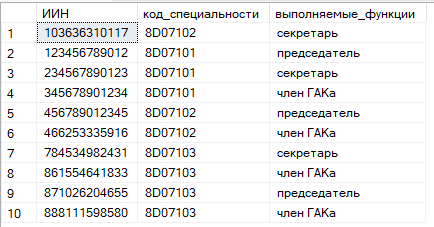 ИИН код_специальности выполняемые_функции
1 103636310117 8D07102 секретарь
2 123456789012 8D07101 председатель
3 234567890123 8D07101 секретарь
4 345678901234 8D07101 член ГАКа
5 456789012345 8D07102 председатель
6 466253335916 8D07102 член ГАКа
7 784534982431 8D07103 секретарь
8 861554641833 8D07103 член ГАКа
9 871026204655 8D07103 председатель
10 888111598580 8D07103 член ГАКа